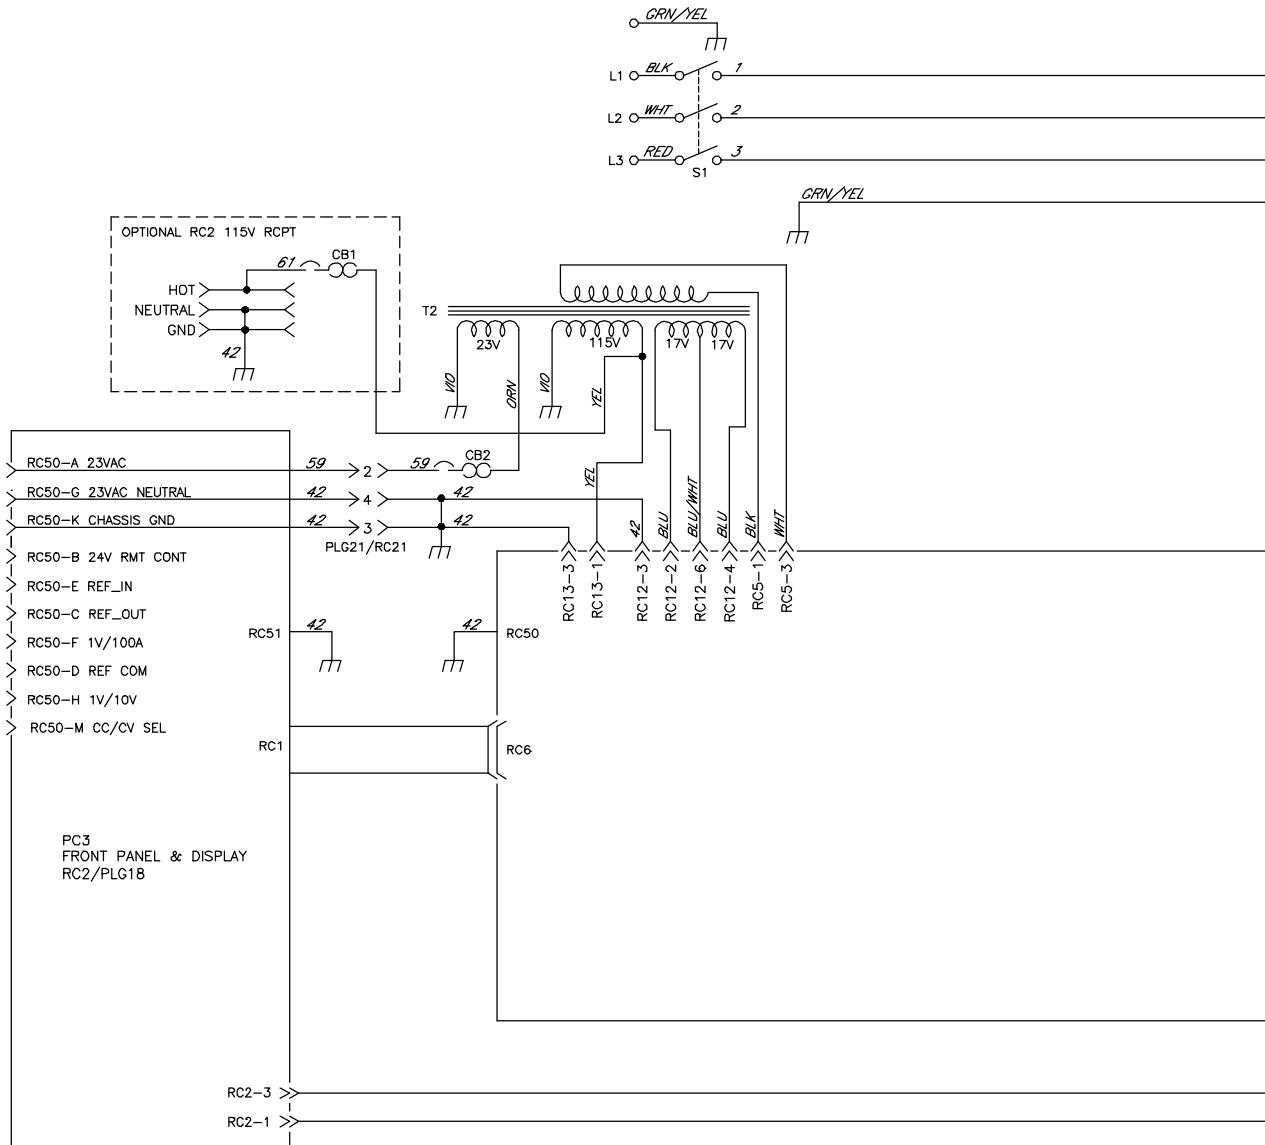 GRN/YEL
L1 BLK 1
L2 WHT 2
L3 RED 3
S1
GRN/YEL
OPTIONAL RC2 115V RCPT
61 CB1
HOT
NEUTRAL
GND
42
T2
23V 115V 17V 17V
VIO ORN VIO YEL
RC50-A 23VAC 59 2 59 CB2
RC50-G 23VAC NEUTRAL 42 4 42
RC50-K CHASSIS GND 42 3 42
PLG21/RC21
YEL 42 BLU BLU/WHT BLU BLK WHT
RC13-3 RC13-1 RC12-3 RC12-2 RC12-6 RC12-4 RC5-1 RC5-3
RC50-B 24V RMT CONT
RC50-E REF_IN
RC50-C REF_OUT
RC51 42 42 RC50
RC50-F 1V/100A
RC50-D REF COM
RC50-H 1V/10V
RC50-M CC/CV SEL
RC1 RC6
PC3
FRONT PANEL & DISPLAY
RC2/PLG18
RC2-3
RC2-1